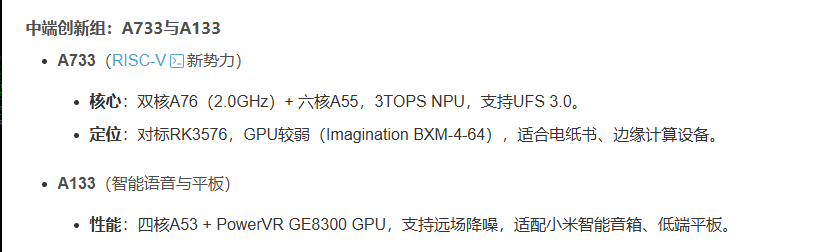 中端创新组：A733与A133
A733（RISC-V新势力）
核心：双核A76（2.0GHz）+ 六核A55，3TOPS NPU，支持UFS 3.0。
定位：对标RK3576，GPU较弱（Imagination BXM-4-64），适合电纸书、边缘计算设备。
A133（智能语音与平板）
性能：四核A53 + PowerVR GE8300 GPU，支持远场降噪，适配小米智能音箱、低端平板。